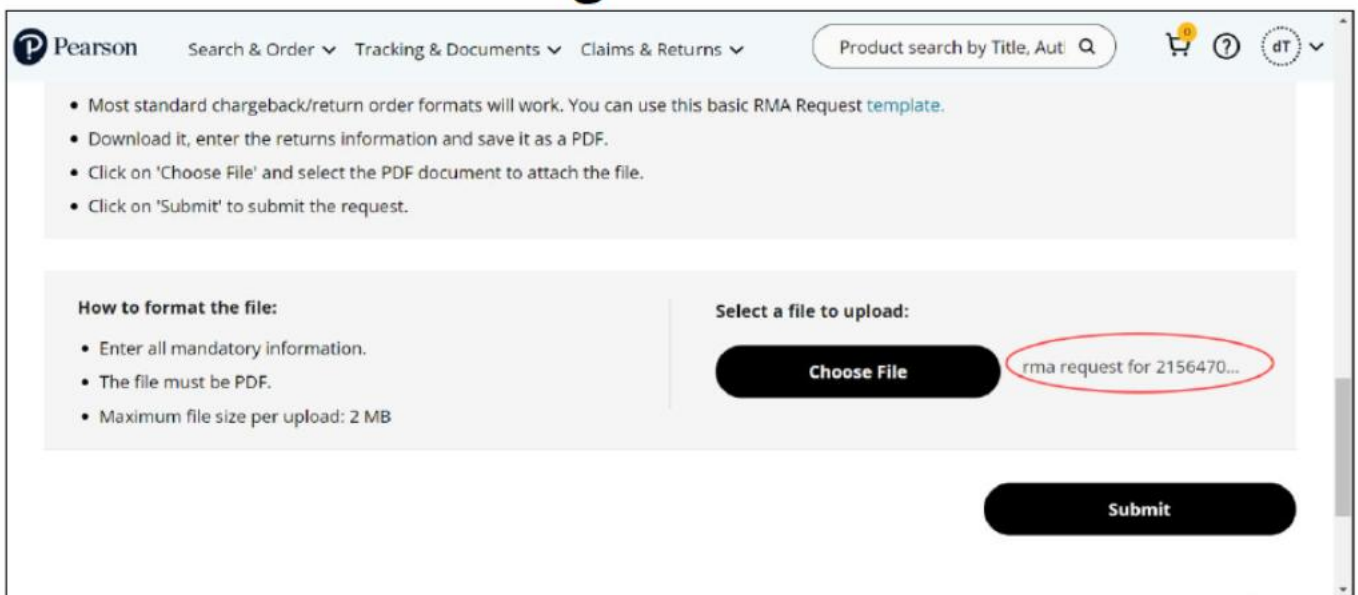 Pearson
Search & Order
Tracking & Documents
Claims & Returns
Product search by Title, Aut
0
?
dT
• Most standard chargeback/return order formats will work. You can use this basic RMA Request template.
• Download it, enter the returns information and save it as a PDF.
• Click on 'Choose File' and select the PDF document to attach the file.
• Click on 'Submit' to submit the request.
How to format the file:
• Enter all mandatory information.
• The file must be PDF.
• Maximum file size per upload: 2 MB
Select a file to upload:
Choose File
rma request for 2156470...
Submit